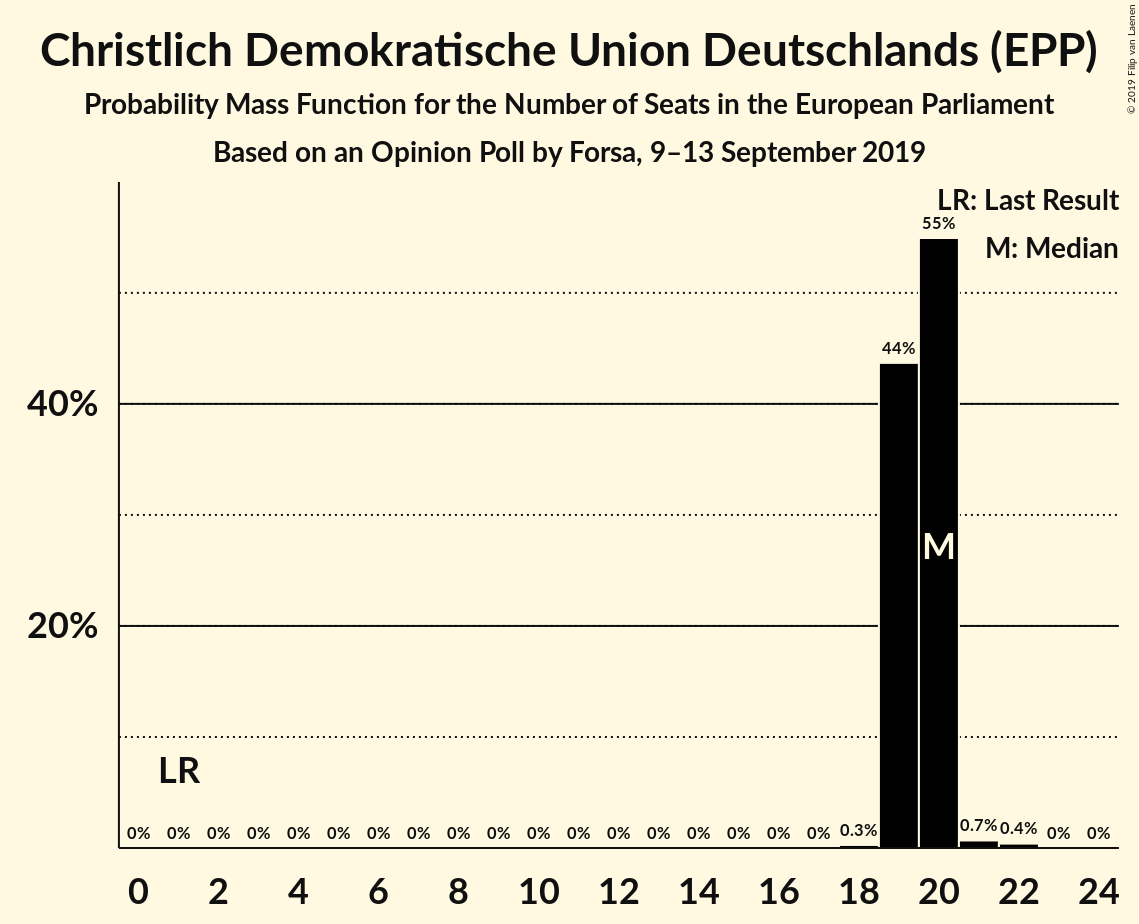 Christlich Demokratische Union Deutschlands (EPP)
Probability Mass Function for the Number of Seats in the European Parliament
Based on an Opinion Poll by Forsa, 9–13 September 2019
© 2019 Filip van Laenen
LR: Last Result
55%
M: Median
44%
40%
M
20%
LR
0% 0% 0% 0% 0% 0% 0% 0% 0% 0% 0% 0% 0% 0% 0% 0% 0% 0% 0.3% 0.7% 0.4% 0% 0%
0 2 4 6 8 10 12 14 16 18 20 22 24